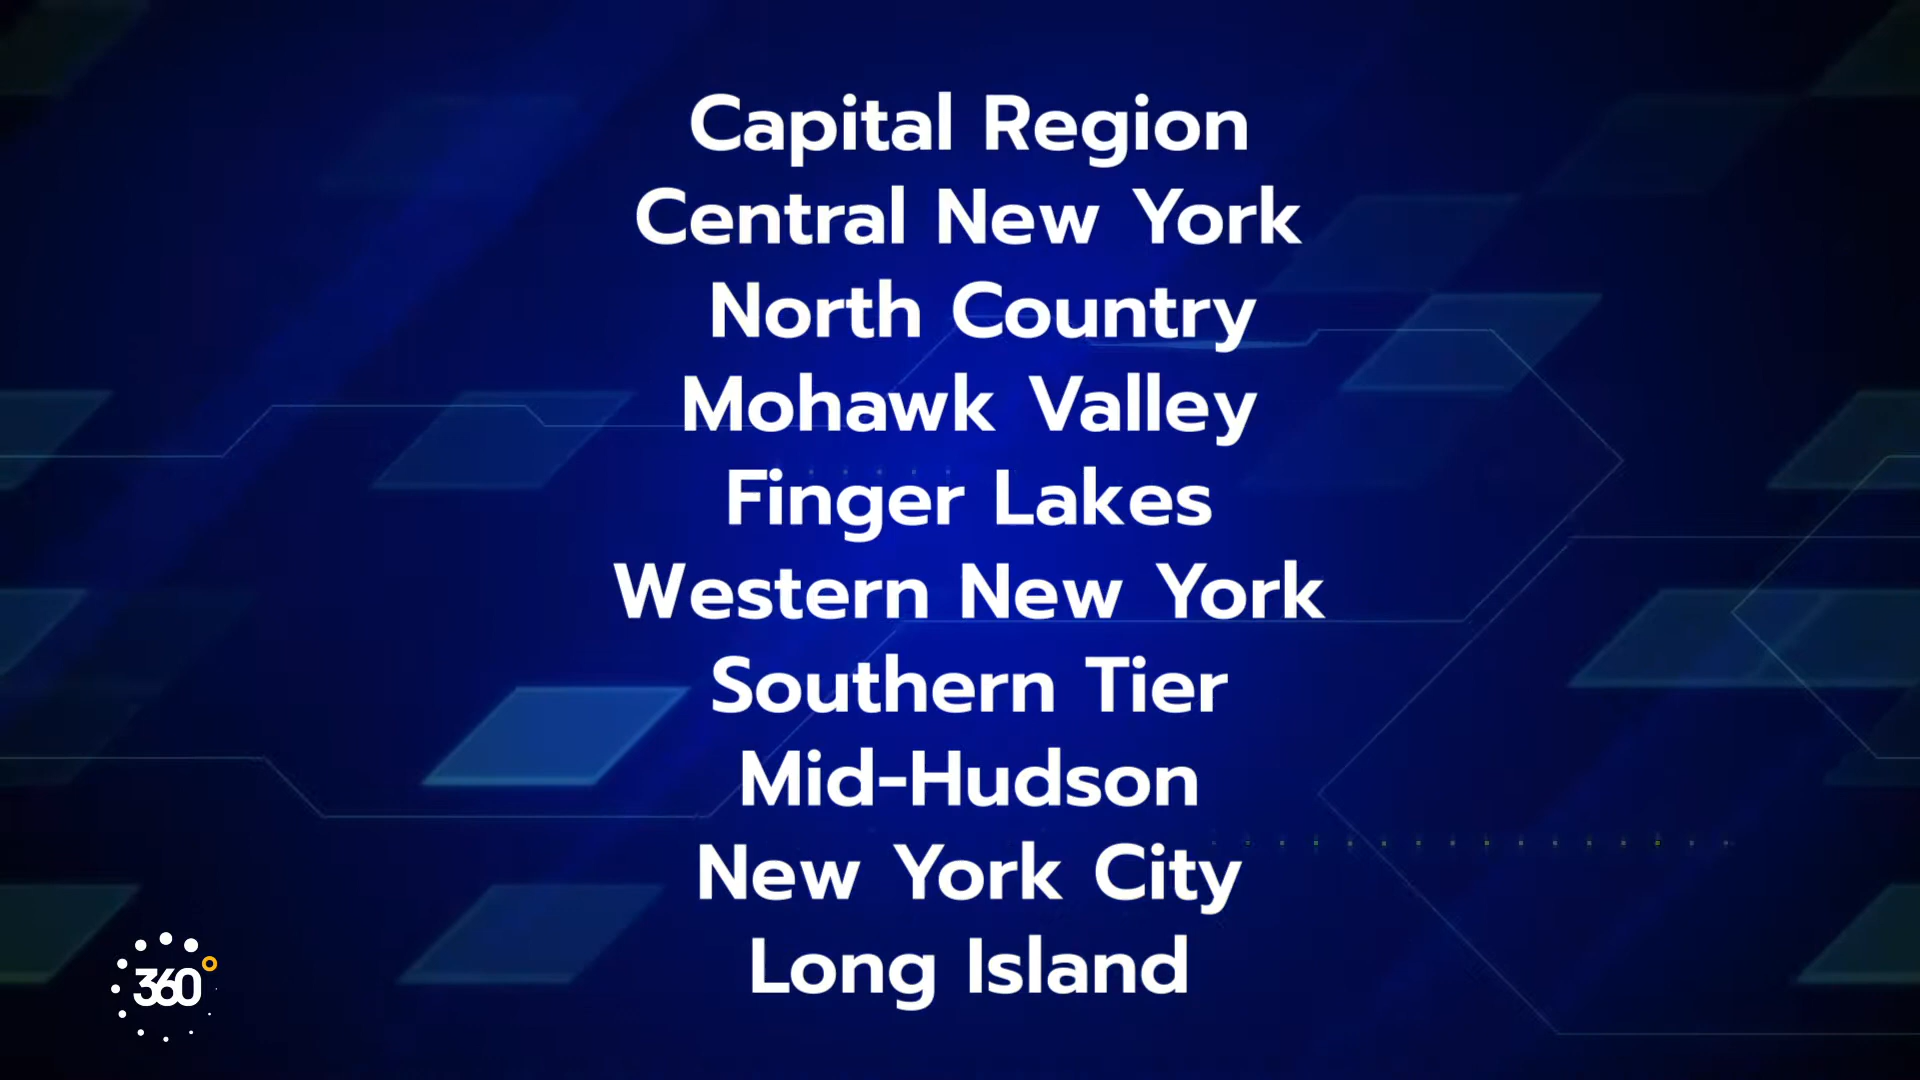 Capital Region
Central New York
North Country
Mohawk Valley
Finger Lakes
Western New York
Southern Tier
Mid-Hudson
New York City
Long Island
360°